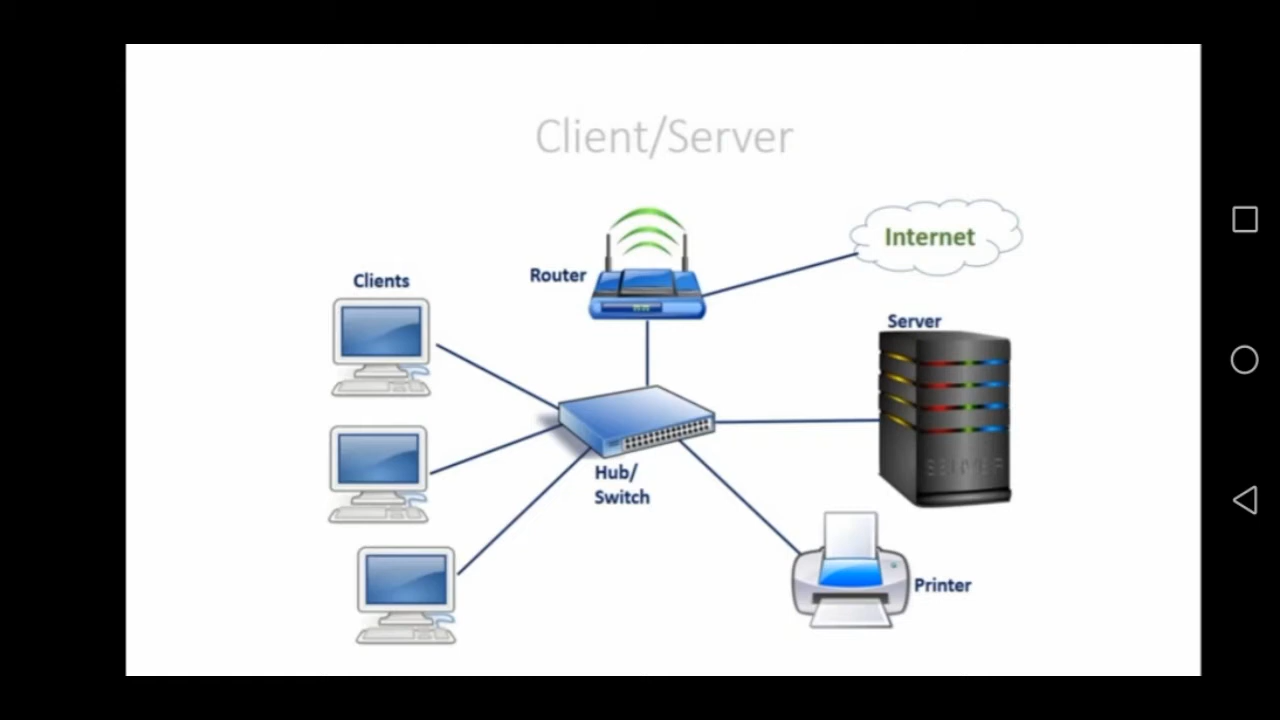 Client/Server
Internet
Router
Clients
Server
Hub/
Switch
Printer